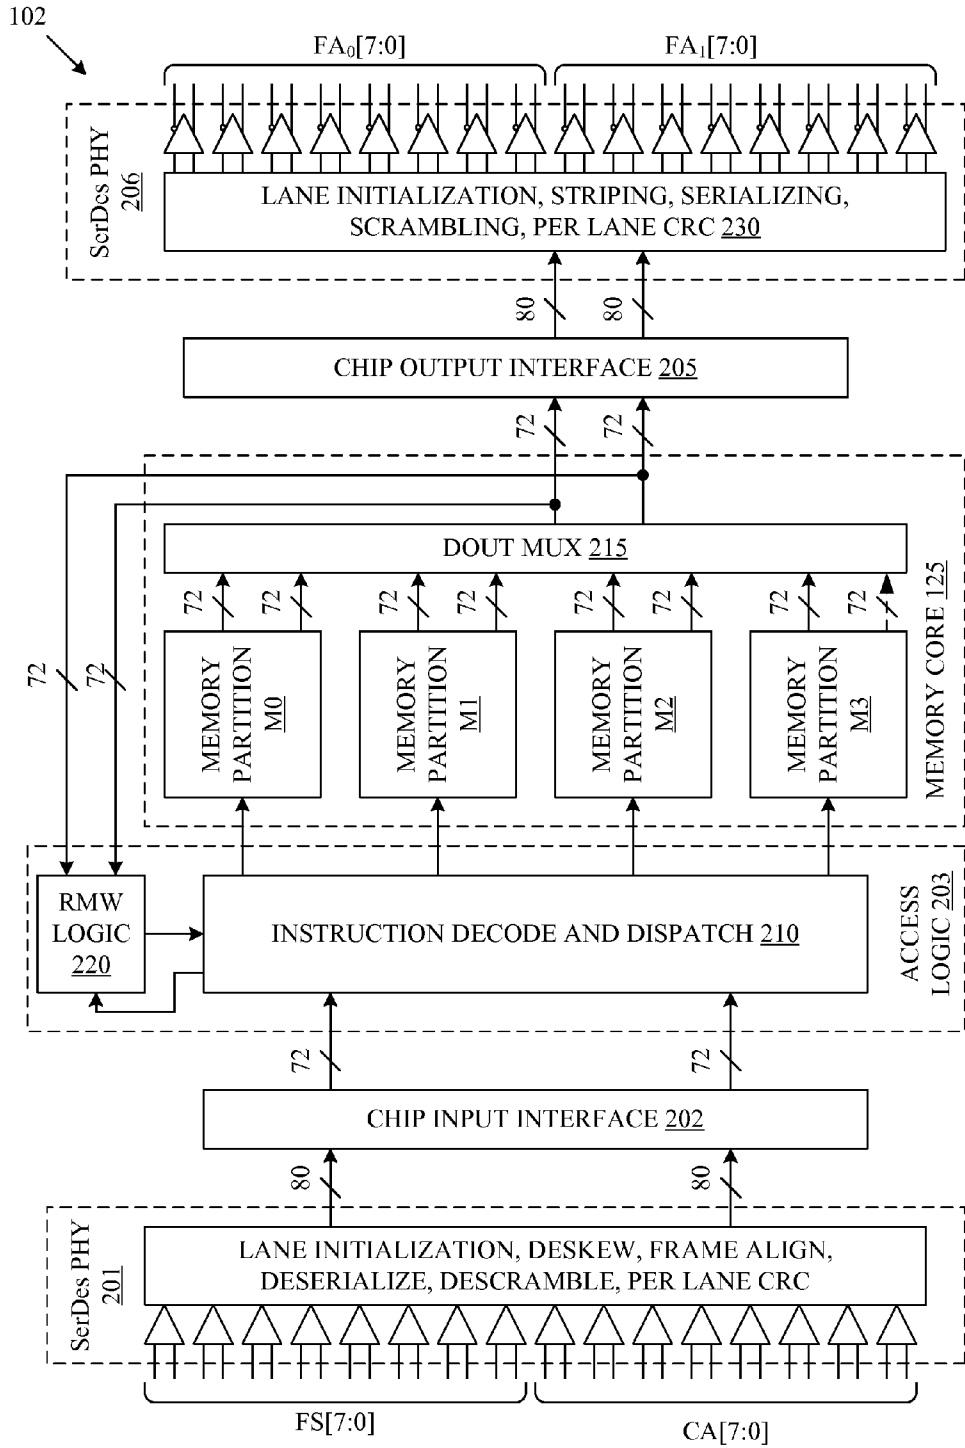 102
FA₀[7:0]
FA₁[7:0]
SerDes PHY
206
LANE INITIALIZATION, STRIPING, SERIALIZING,
SCRAMBLING, PER LANE CRC 230
80
80
CHIP OUTPUT INTERFACE 205
72
72
DOUT MUX 215
72
72
72
72
72
72
72
72
72
72
MEMORY
PARTITION
M0
MEMORY
PARTITION
M1
MEMORY
PARTITION
M2
MEMORY
PARTITION
M3
MEMORY CORE 125
RMW
LOGIC
220
INSTRUCTION DECODE AND DISPATCH 210
ACCESS
LOGIC 203
72
72
CHIP INPUT INTERFACE 202
80
80
SerDes PHY
201
LANE INITIALIZATION, DESKEW, FRAME ALIGN,
DESERIALIZE, DESCRAMBLE, PER LANE CRC
FS[7:0]
CA[7:0]